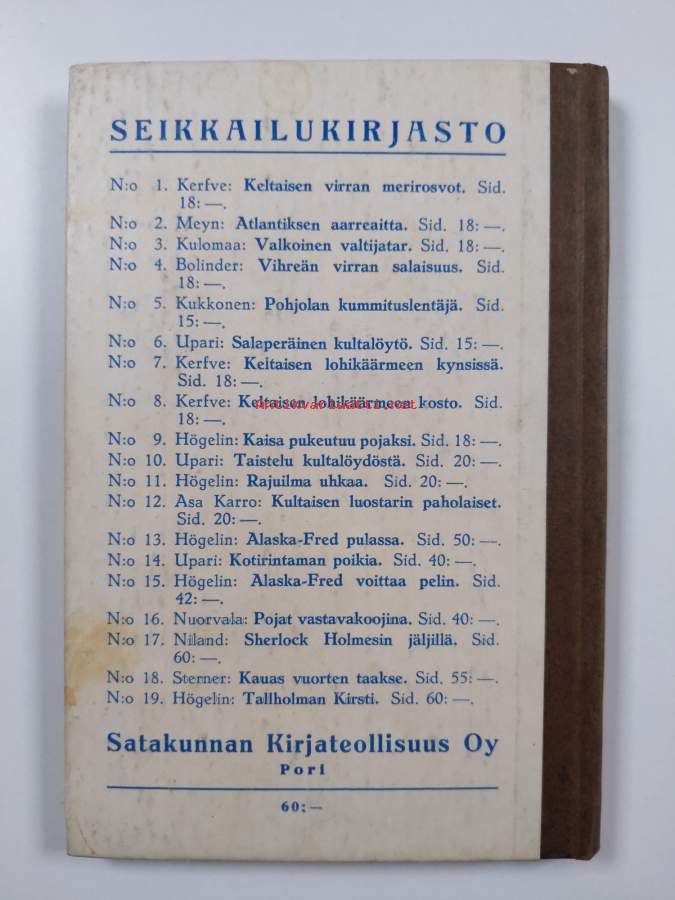 SEIKKAILUKIRJASTO
N:o 1. Kerfve: Keltaisen virran merirosvot. Sid.
18: —.
N:o 2. Meyn: Atlantiksen aarreaitta. Sid. 18: —.
N:o 3. Kulomaa: Valkoinen valtijatar. Sid. 18: —.
N:o 4. Bolinder: Vihreän virran salaisuus. Sid.
18: —.
N:o 5. Kukkonen: Pohjolan kummituslentäjä. Sid.
15: —.
N:o 6. Upari: Salaperäinen kultalöytö. Sid. 15: —.
N:o 7. Kerfve: Keltaisen lohikäärmeen kynsissä.
Sid. 18: —.
N:o 8. Kerfve: Keltaisen lohikäärmeen kosto. Sid.
18: —.
N:o 9. Högelin: Kaisa pukeutuu pojaksi. Sid. 18: —.
N:o 10. Upari: Taistelu kultalöydöstä. Sid. 20: —.
N:o 11. Högelin: Rajuilma uhkaa. Sid. 20: —.
N:o 12. Asa Karro: Kultaisen luostarin paholaiset.
Sid. 20: —.
N:o 13. Högelin: Alaska-Fred pulassa. Sid. 50: —.
N:o 14. Upari: Kotirintaman poikia. Sid. 40: —.
N:o 15. Högelin: Alaska-Fred voittaa pelin. Sid.
42: —.
N:o 16. Nuorvala: Pojat vastavakoojina. Sid. 40: —.
N:o 17. Niland: Sherlock Holmesin jäljillä. Sid.
60: —.
N:o 18. Sterner: Kauas vuorten taakse. Sid. 55: —.
N:o 19. Högelin: Tallholman Kirsti. Sid. 60: —.
Satakunnan Kirjateollisuus Oy
Pori
60: —